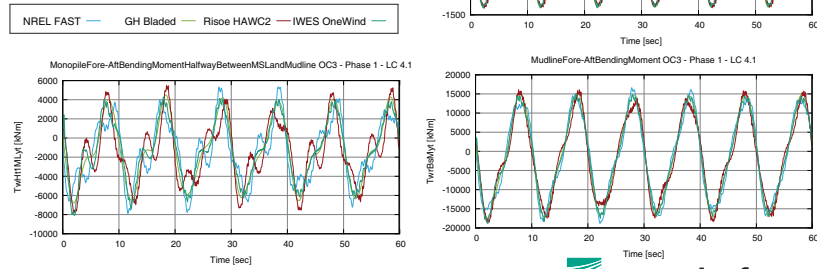 NREL FAST GH Bladed Risoe HAWC2 IWES OneWind
-1500
0 10 20 30 40 50 60
Time [sec]
MonopileFore-AftBendingMomentHalfwayBetweenMSLandMudline OC3 - Phase 1 - LC 4.1
6000
4000
2000
0
-2000
-4000
-6000
-8000
-10000
TwHt1MLyt [kNm]
0 10 20 30 40 50 60
Time [sec]
MudlineFore-AftBendingMoment OC3 - Phase 1 - LC 4.1
20000
15000
10000
5000
0
-5000
-10000
-15000
-20000
TwrBsMyt [kNm]
0 10 20 30 40 50 60
Time [sec]